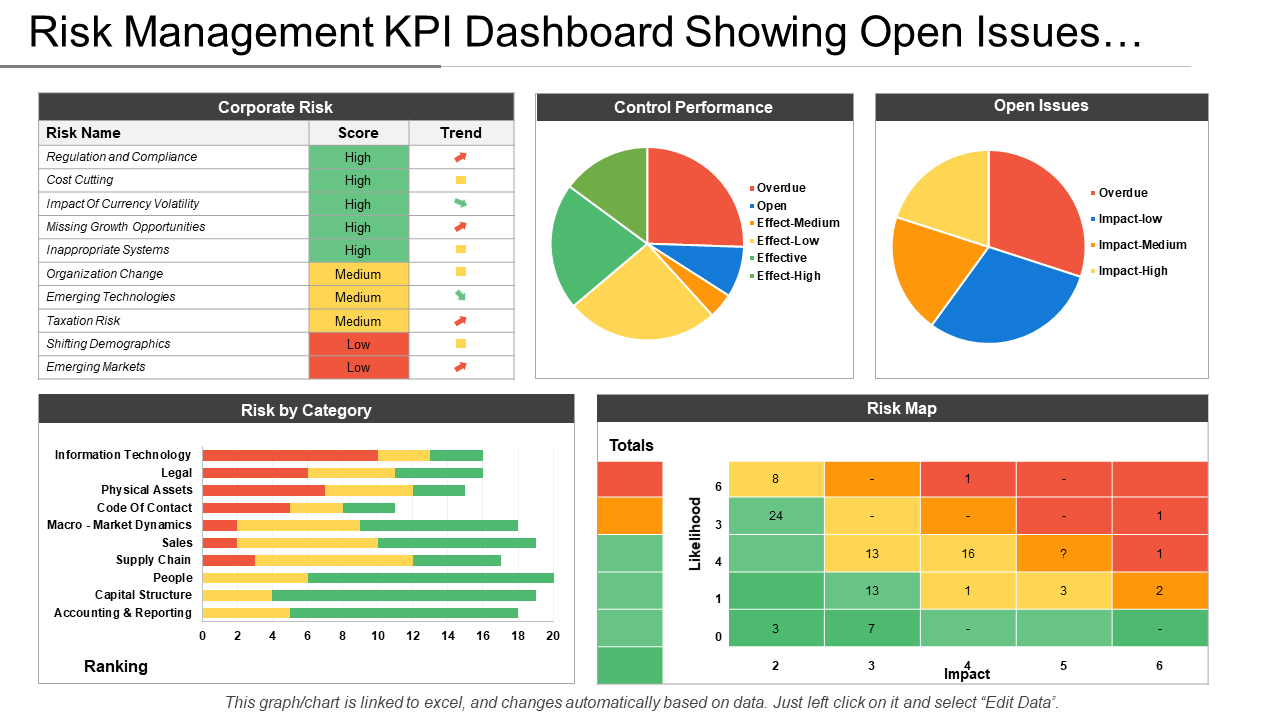 Risk Management KPI Dashboard Showing Open Issues…
Corporate Risk
Risk Name Score Trend
Regulation and Compliance High
Cost Cutting High
Impact Of Currency Volatility High
Missing Growth Opportunities High
Inappropriate Systems High
Organization Change Medium
Emerging Technologies Medium
Taxation Risk Medium
Shifting Demographics Low
Emerging Markets Low
Control Performance
Overdue
Open
Effect-Medium
Effect-Low
Effective
Effect-High
Open Issues
Overdue
Impact-low
Impact-Medium
Impact-High
Risk by Category
Information Technology
Legal
Physical Assets
Code Of Contact
Macro - Market Dynamics
Sales
Supply Chain
People
Capital Structure
Accounting & Reporting
0 2 4 6 8 10 12 14 16 18 20
Ranking
Risk Map
Totals
Likelihood
6 8 - 1 -
3 24 - - - 1
4 13 16 ? 1
1 13 1 3 2
0 3 7 - -
2 3 4 5 6
Impact
This graph/chart is linked to excel, and changes automatically based on data. Just left click on it and select “Edit Data”.